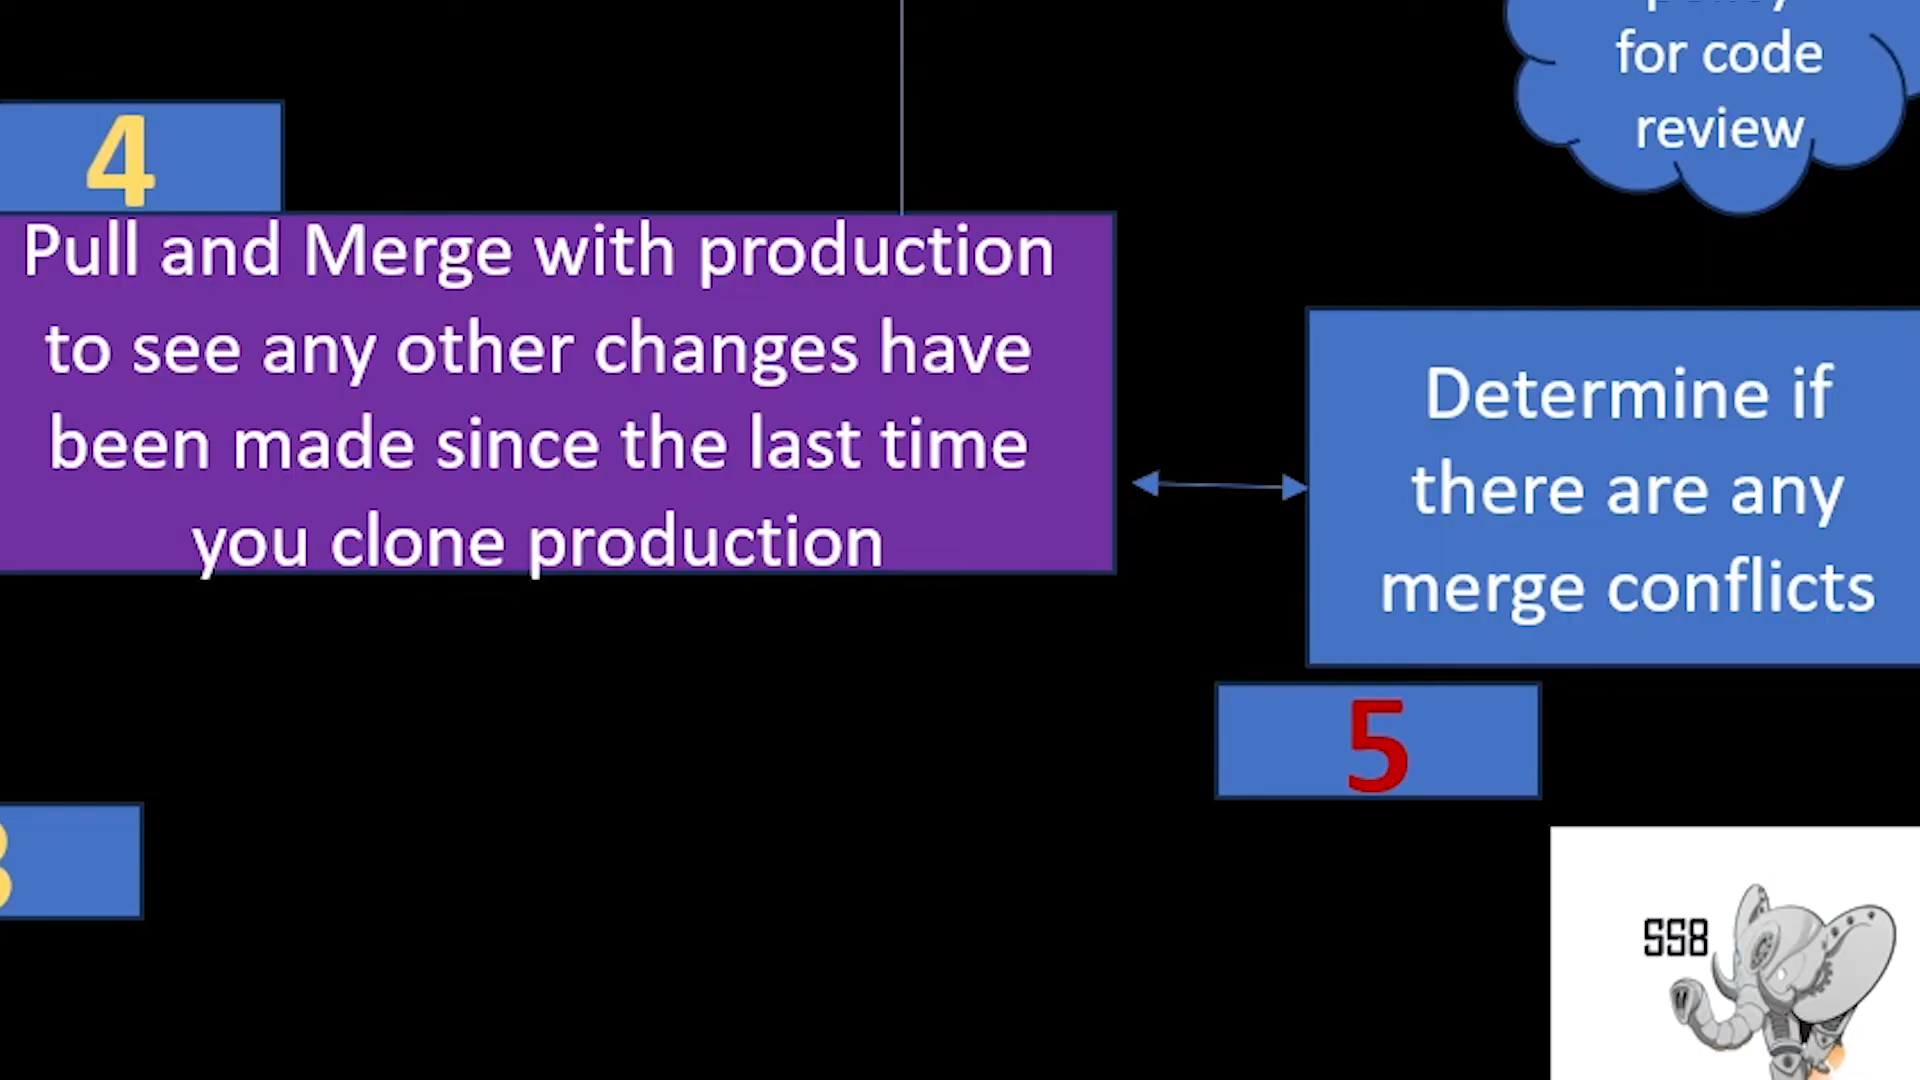 for code
review
4
Pull and Merge with production
to see any other changes have
been made since the last time
you clone production
Determine if
there are any
merge conflicts
5
SS8